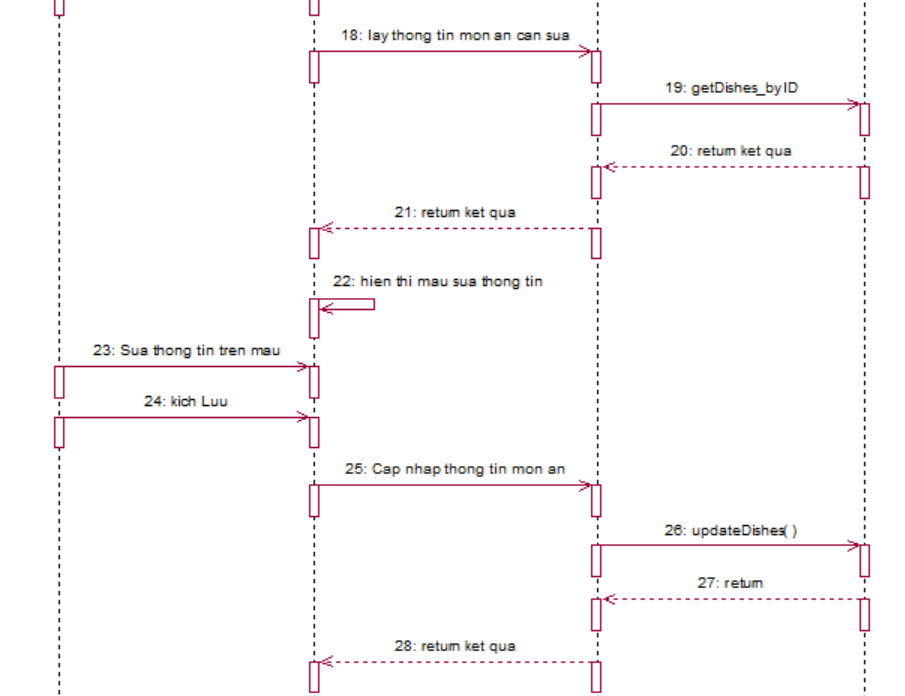 18: lay thong tin mon an can sua
19: getDishes_byID
20: return ket qua
21: return ket qua
22: hien thi mau sua thong tin
23: Sua thong tin tren mau
24: kich Luu
25: Cap nhap thong tin mon an
26: updateDishes( )
27: return
28: return ket qua